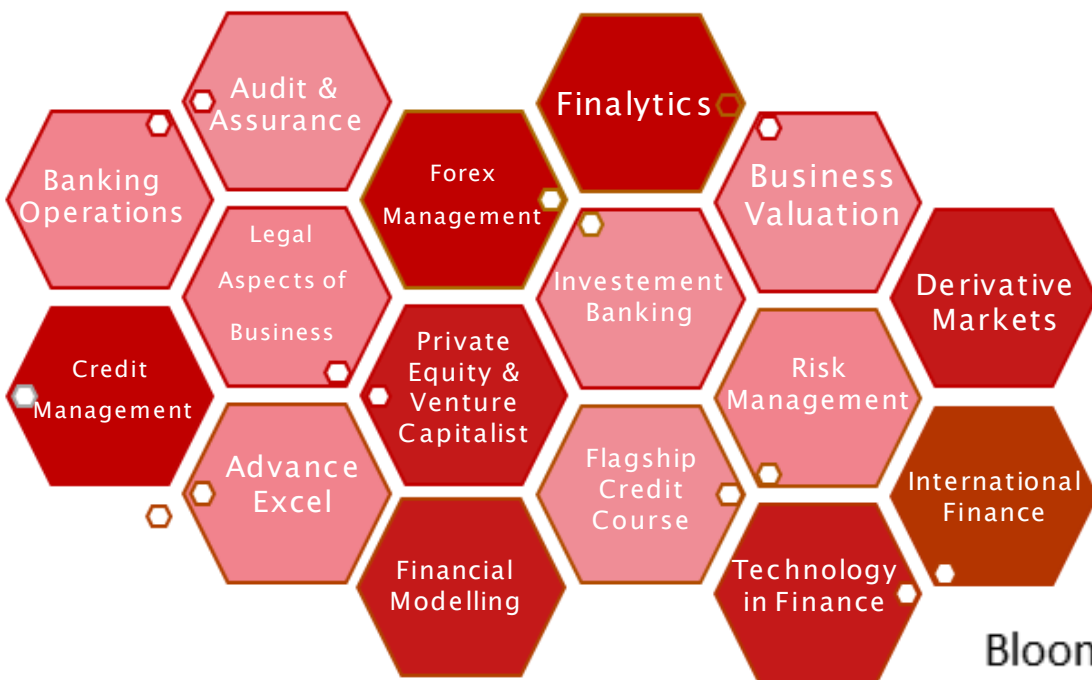 Audit &
Assurance
Finalytics
Banking
Operations
Forex
Management
Business
Valuation
Legal
Aspects of
Business
Investement
Banking
Derivative
Markets
Credit
Management
Private
Equity &
Venture
Capitalist
Risk
Management
Advance
Excel
Flagship
Credit
Course
International
Finance
Financial
Modelling
Technology
in Finance